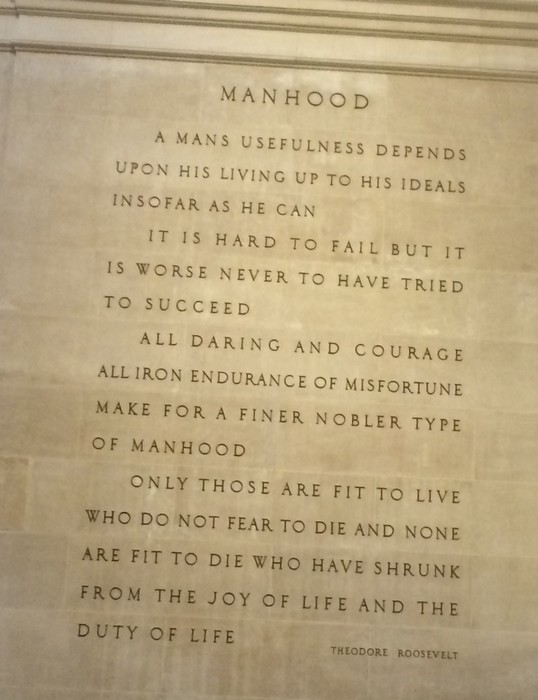 MANHOOD
A MANS USEFULNESS DEPENDS
UPON HIS LIVING UP TO HIS IDEALS
INSOFAR AS HE CAN
IT IS HARD TO FAIL BUT IT
IS WORSE NEVER TO HAVE TRIED
TO SUCCEED
ALL DARING AND COURAGE
ALL IRON ENDURANCE OF MISFORTUNE
MAKE FOR A FINER NOBLER TYPE
OF MANHOOD
ONLY THOSE ARE FIT TO LIVE
WHO DO NOT FEAR TO DIE AND NONE
ARE FIT TO DIE WHO HAVE SHRUNK
FROM THE JOY OF LIFE AND THE
DUTY OF LIFE
THEODORE ROOSEVELT